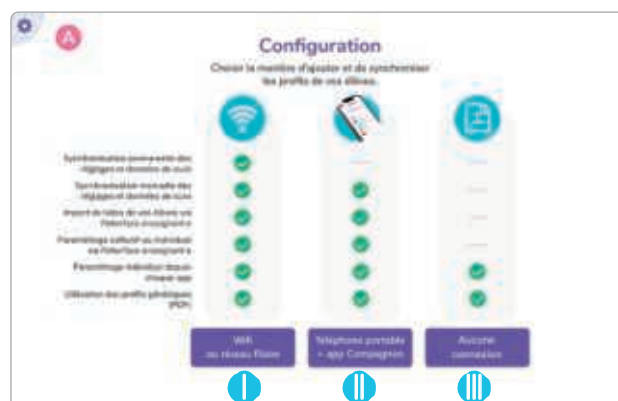 A
Configuration
Choisir la manière d'ajuster et de synchroniser
les profils de vos élèves.
Synchronisation permanente des
réglages et données de suivi
Synchronisation manuelle des
réglages et données de suivi
Import de listes de vos élèves via
l'interface enseignant·e
Paramétrage collectif ou individuel
via l'interface enseignant·e
Paramétrage individuel depuis
chaque app
Utilisation des profils génériques
Wifi
ou réseau filaire
Téléphone portable
+ app Compagnon
Aucune
connexion
I
II
III